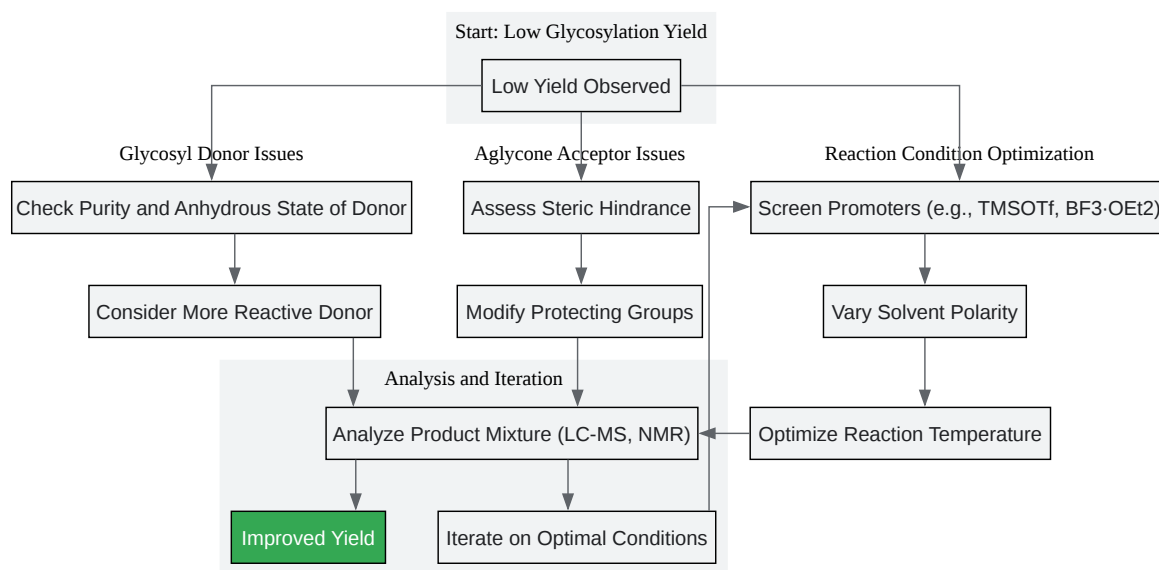 Start: Low Glycosylation Yield
Low Yield Observed
Glycosyl Donor Issues
Aglycone Acceptor Issues
Reaction Condition Optimization
Check Purity and Anhydrous State of Donor
Assess Steric Hindrance
Screen Promoters (e.g., TMSOTf, BF3·OEt2)
Consider More Reactive Donor
Modify Protecting Groups
Vary Solvent Polarity
Analysis and Iteration
Analyze Product Mixture (LC-MS, NMR)
Optimize Reaction Temperature
Improved Yield
Iterate on Optimal Conditions